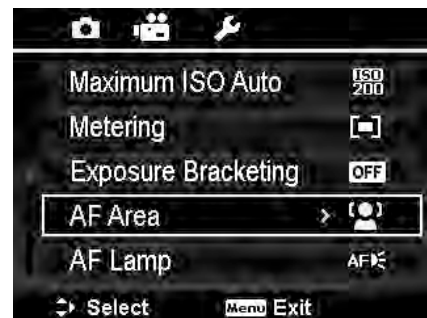 Maximum ISO Auto ISO 200
Metering
Exposure Bracketing OFF
AF Area
AF Lamp AF
Select Menu Exit